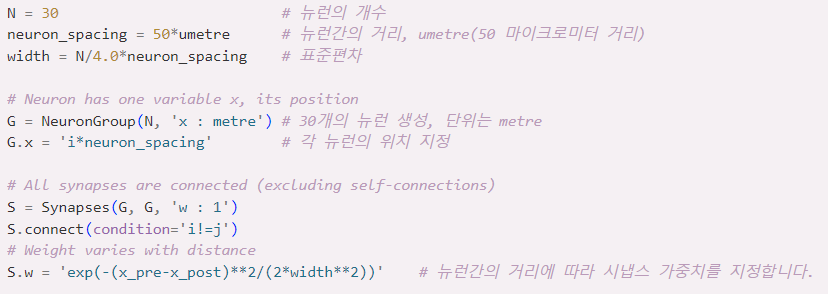 N = 30 # 뉴런의 개수
neuron_spacing = 50*umetre # 뉴런간의 거리, umetre(50 마이크로미터 거리)
width = N/4.0*neuron_spacing # 표준편차
# Neuron has one variable x, its position
G = NeuronGroup(N, 'x : metre') # 30개의 뉴런 생성, 단위는 metre
G.x = 'i*neuron_spacing' # 각 뉴런의 위치 지정
# All synapses are connected (excluding self-connections)
S = Synapses(G, G, 'w : 1')
S.connect(condition='i!=j')
# Weight varies with distance
S.w = 'exp(-(x_pre-x_post)**2/(2*width**2))' # 뉴런간의 거리에 따라 시냅스 가중치를 지정합니다.